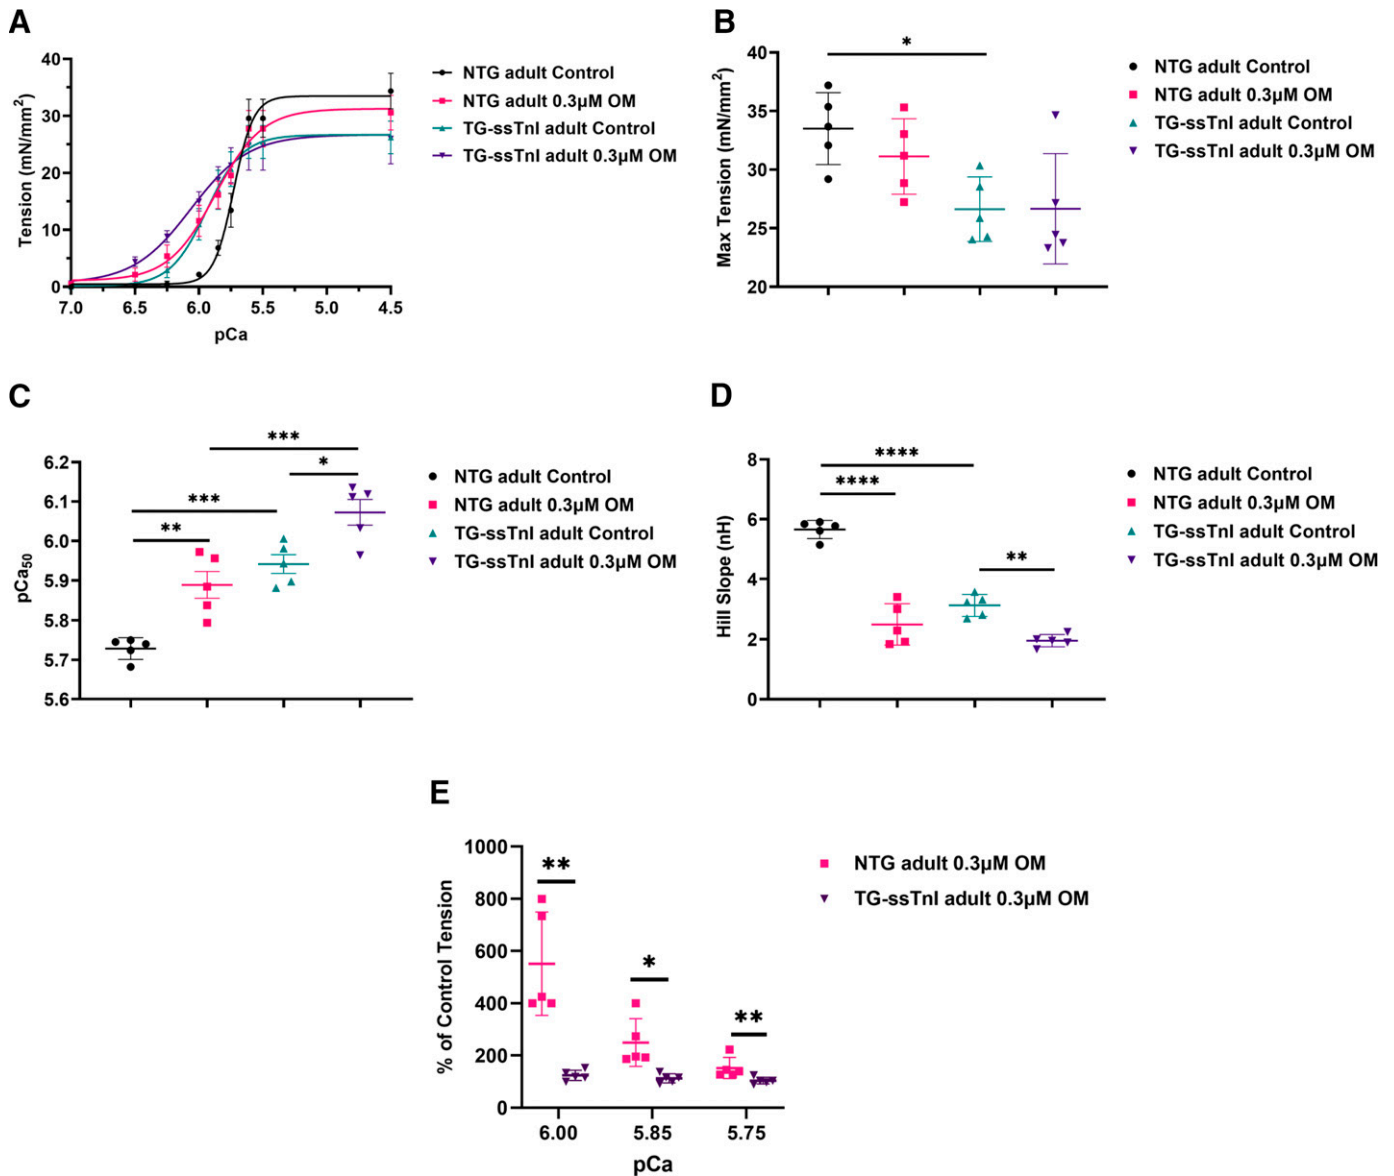 A
Tension (mN/mm²)
40
30
20
10
0
7.0 6.5 6.0 5.5 5.0 4.5
pCa
NTG adult Control
NTG adult 0.3µM OM
TG-ssTnI adult Control
TG-ssTnI adult 0.3µM OM
B
Max Tension (mN/mm²)
40
35
30
25
20
*
NTG adult Control
NTG adult 0.3µM OM
TG-ssTnI adult Control
TG-ssTnI adult 0.3µM OM
C
pCa50
6.2
6.1
6.0
5.9
5.8
5.7
5.6
***
*
***
**
NTG adult Control
NTG adult 0.3µM OM
TG-ssTnI adult Control
TG-ssTnI adult 0.3µM OM
D
Hill Slope (nH)
8
6
4
2
0
****
****
**
NTG adult Control
NTG adult 0.3µM OM
TG-ssTnI adult Control
TG-ssTnI adult 0.3µM OM
E
% of Control Tension
1000
800
600
400
200
0
**
*
**
6.00 5.85 5.75
pCa
NTG adult 0.3µM OM
TG-ssTnI adult 0.3µM OM